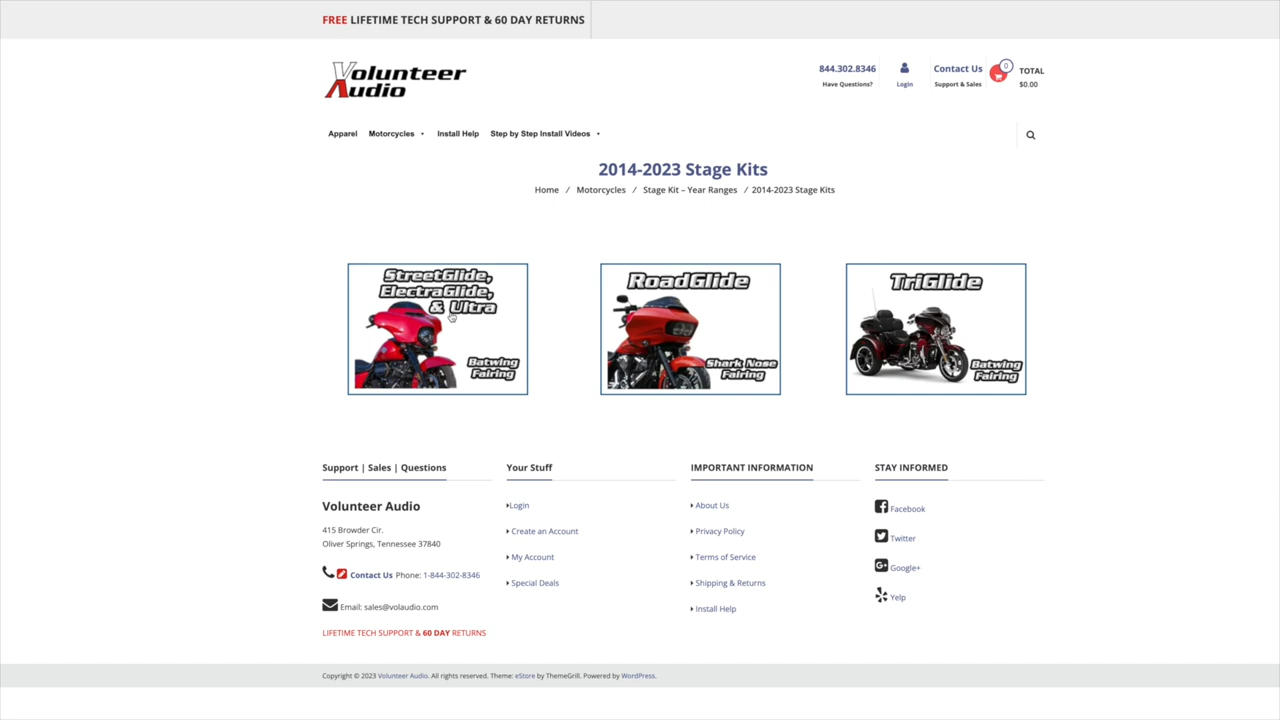 FREE LIFETIME TECH SUPPORT & 60 DAY RETURNS
Volunteer
Audio
844.302.8346
Have Questions?
Login
Contact Us
Support & Sales
0
TOTAL
$0.00
Apparel
Motorcycles
Install Help
Step by Step Install Videos
2014-2023 Stage Kits
Home / Motorcycles / Stage Kit – Year Ranges / 2014-2023 Stage Kits
StreetGlide,
ElectraGlide,
& Ultra
Batwing
Fairing
RoadGlide
Shark Nose
Fairing
TriGlide
Batwing
Fairing
Support | Sales | Questions
Volunteer Audio
415 Browder Cir.
Oliver Springs, Tennessee 37840
Contact Us Phone: 1-844-302-8346
Email: sales@volaudio.com
LIFETIME TECH SUPPORT & 60 DAY RETURNS
Your Stuff
Login
Create an Account
My Account
Special Deals
IMPORTANT INFORMATION
About Us
Privacy Policy
Terms of Service
Shipping & Returns
Install Help
STAY INFORMED
Facebook
Twitter
Google+
Yelp
Copyright © 2023 Volunteer Audio. All rights reserved. Theme: eStore by ThemeGrill. Powered by WordPress.